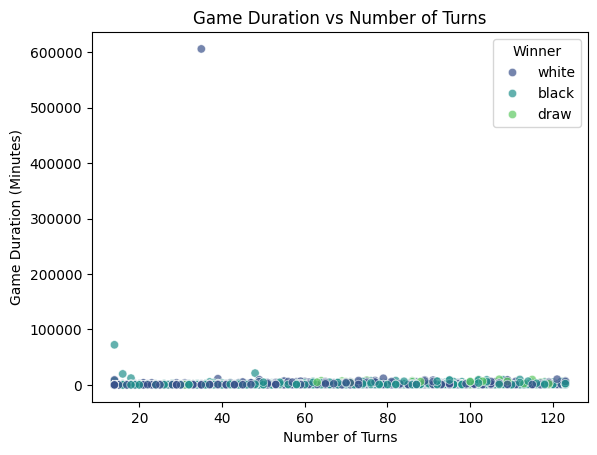 Game Duration vs Number of Turns
Winner
white
black
draw
Game Duration (Minutes)
600000
500000
400000
300000
200000
100000
0
20 40 60 80 100 120
Number of Turns